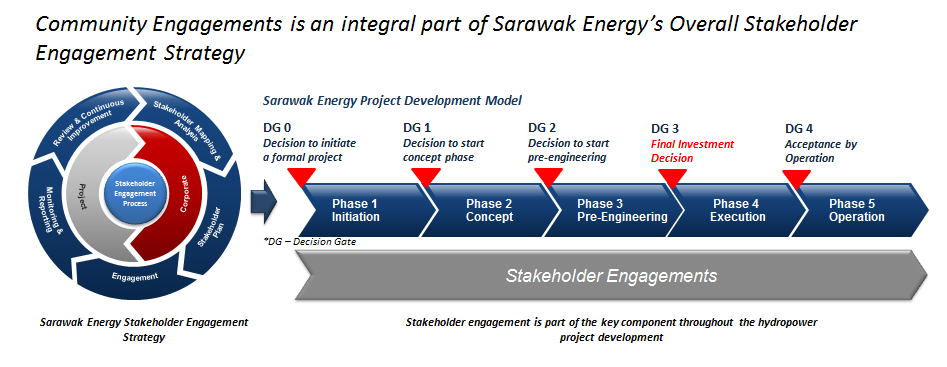 Community Engagements is an integral part of Sarawak Energy’s Overall Stakeholder
Engagement Strategy
Review & Continuous
Improvement
Stakeholder Mapping &
Analysis
Stakeholder
Plan
Engagement
Monitoring &
Reporting
Project
Corporate
Stakeholder
Engagement
Process
Sarawak Energy Stakeholder Engagement
Strategy
Sarawak Energy Project Development Model
DG 0
Decision to initiate
a formal project
DG 1
Decision to start
concept phase
DG 2
Decision to start
pre-engineering
DG 3
Final Investment
Decision
DG 4
Acceptance by
Operation
Phase 1
Initiation
Phase 2
Concept
Phase 3
Pre-Engineering
Phase 4
Execution
Phase 5
Operation
*DG – Decision Gate
Stakeholder Engagements
Stakeholder engagement is part of the key component throughout the hydropower
project development